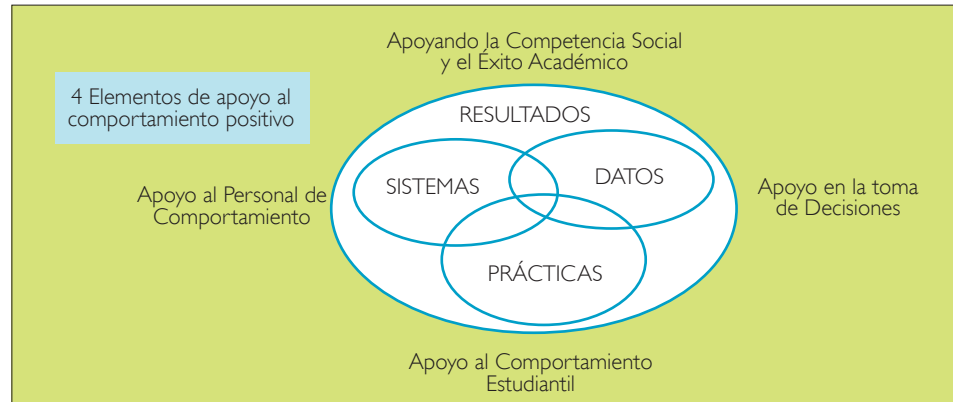 Apoyando la Competencia Social
y el Éxito Académico
4 Elementos de apoyo al
comportamiento positivo
RESULTADOS
SISTEMAS
DATOS
Apoyo al Personal de
Comportamiento
Apoyo en la toma
de Decisiones
PRÁCTICAS
Apoyo al Comportamiento
Estudiantil